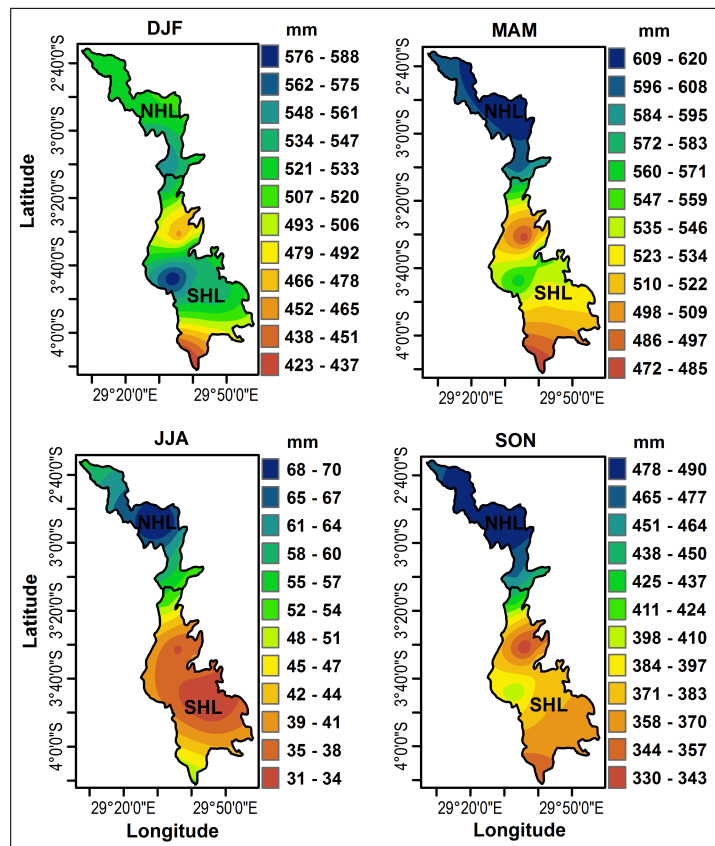 DJF
mm
576 - 588
562 - 575
548 - 561
534 - 547
521 - 533
507 - 520
493 - 506
479 - 492
466 - 478
452 - 465
438 - 451
423 - 437
NHL
SHL
Latitude
2°40'0"S
3°0'0"S
3°20'0"S
3°40'0"S
4°0'0"S
29°20'0"E
29°50'0"E
MAM
mm
609 - 620
596 - 608
584 - 595
572 - 583
560 - 571
547 - 559
535 - 546
523 - 534
510 - 522
498 - 509
486 - 497
472 - 485
NHL
SHL
2°40'0"S
3°0'0"S
3°20'0"S
3°40'0"S
4°0'0"S
29°20'0"E
29°50'0"E
JJA
mm
68 - 70
65 - 67
61 - 64
58 - 60
55 - 57
52 - 54
48 - 51
45 - 47
42 - 44
39 - 41
35 - 38
31 - 34
NHL
SHL
Latitude
2°40'0"S
3°0'0"S
3°20'0"S
3°40'0"S
4°0'0"S
29°20'0"E
29°50'0"E
Longitude
SON
mm
478 - 490
465 - 477
451 - 464
438 - 450
425 - 437
411 - 424
398 - 410
384 - 397
371 - 383
358 - 370
344 - 357
330 - 343
NHL
SHL
2°40'0"S
3°0'0"S
3°20'0"S
3°40'0"S
4°0'0"S
29°20'0"E
29°50'0"E
Longitude